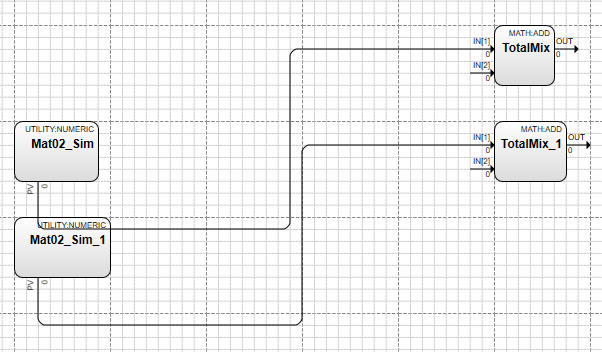 MATH:ADD
IN[1]
TotalMix
OUT
0
0
IN[2]
0
UTILITY:NUMERIC
Mat02_Sim
PV
0
MATH:ADD
IN[1]
TotalMix_1
OUT
0
0
IN[2]
0
UTILITY:NUMERIC
Mat02_Sim_1
PV
0